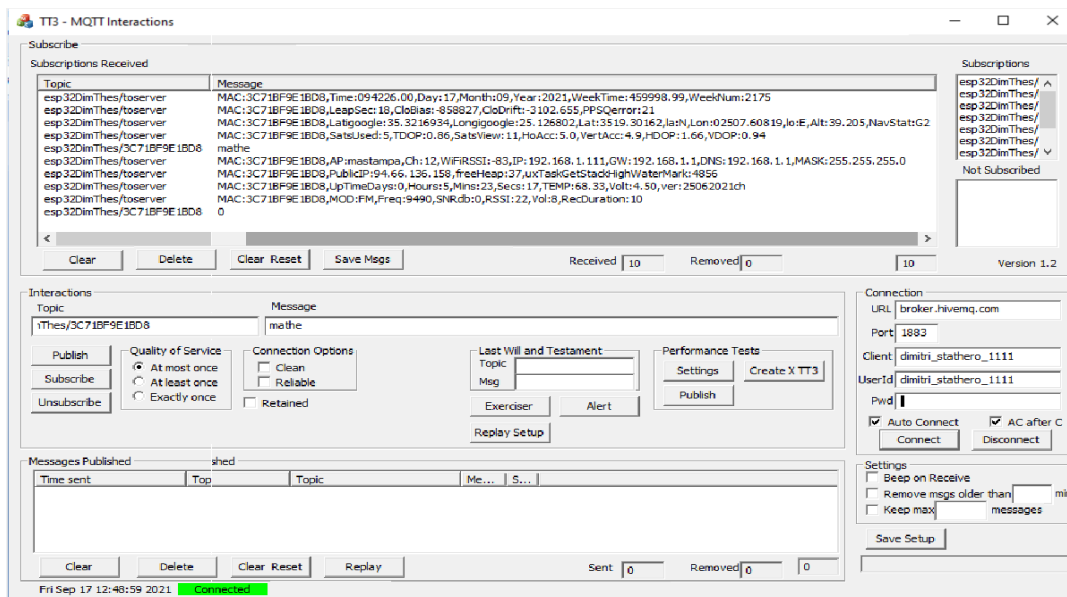 TT3 - MQTT Interactions
Subscribe
Subscriptions Received
Subscriptions
Topic Message
esp32DimThes/toserver MAC:3C71BF9E1BD8,Time:094226.00,Day:17,Month:09,Year:2021,WeekTime:459998.99,WeekNum:2175
esp32DimThes/toserver MAC:3C71BF9E1BD8,LeapSec:18,CloBias:-858827,CloDrift:-3102.655,PPSQerror:21
esp32DimThes/toserver MAC:3C71BF9E1BD8,Latigoogle:35.3216934,Longigoogle:25.126802,Lat:3519.30162,la:N,Lon:02507.60819,lo:E,Alt:39.205,NavStat:G2
esp32DimThes/toserver MAC:3C71BF9E1BD8,SatsUsed:5,TDOP:0.86,SatsView:11,HoAcc:5.0,VertAcc:4.9,HDOP:1.66,VDOP:0.94
esp32DimThes/3C71BF9E1BD8 mathe
esp32DimThes/toserver MAC:3C71BF9E1BD8,AP:mastampa,Ch:12,WiFiRSSI:-83,IP:192.168.1.111,GW:192.168.1.1,DNS:192.168.1.1,MASK:255.255.255.0
esp32DimThes/toserver MAC:3C71BF9E1BD8,PublicIP:94.66.136.158,freeHeap:37,uxTaskGetStackHighWaterMark:4856
esp32DimThes/toserver MAC:3C71BF9E1BD8,UpTimeDays:0,Hours:5,Mins:23,Secs:17,TEMP:68.33,Volt:4.50,ver:25062021ch
esp32DimThes/toserver MAC:3C71BF9E1BD8,MOD:FM,Freq:9490,SNRdb:0,RSSI:22,Vol:8,RecDuration:10
esp32DimThes/3C71BF9E1BD8 0
esp32DimThes/
esp32DimThes/
esp32DimThes/
esp32DimThes/
esp32DimThes/
esp32DimThes/
esp32DimThes/
Not Subscribed
Clear Delete Clear Reset Save Msgs Received 10 Removed 0 10 Version 1.2
Interactions
Topic Message
ıThes/3C71BF9E1BD8 mathe
Publish
Subscribe
Unsubscribe
Quality of Service
At most once
At least once
Exactly once
Connection Options
Clean
Reliable
Retained
Last Will and Testament
Topic
Msg
Exerciser Alert
Replay Setup
Performance Tests
Settings Create X TT3
Publish
Connection
URL broker.hivemq.com
Port 1883
Client dimitri_stathero_1111
UserId dimitri_stathero_1111
Pwd
Auto Connect AC after C
Connect Disconnect
Messages Published shed
Time sent Top Topic Me... S...
Clear Delete Clear Reset Replay Sent 0 Removed 0 0
Settings
Beep on Receive
Remove msgs older than mi
Keep max messages
Save Setup
Fri Sep 17 12:48:59 2021 Connected